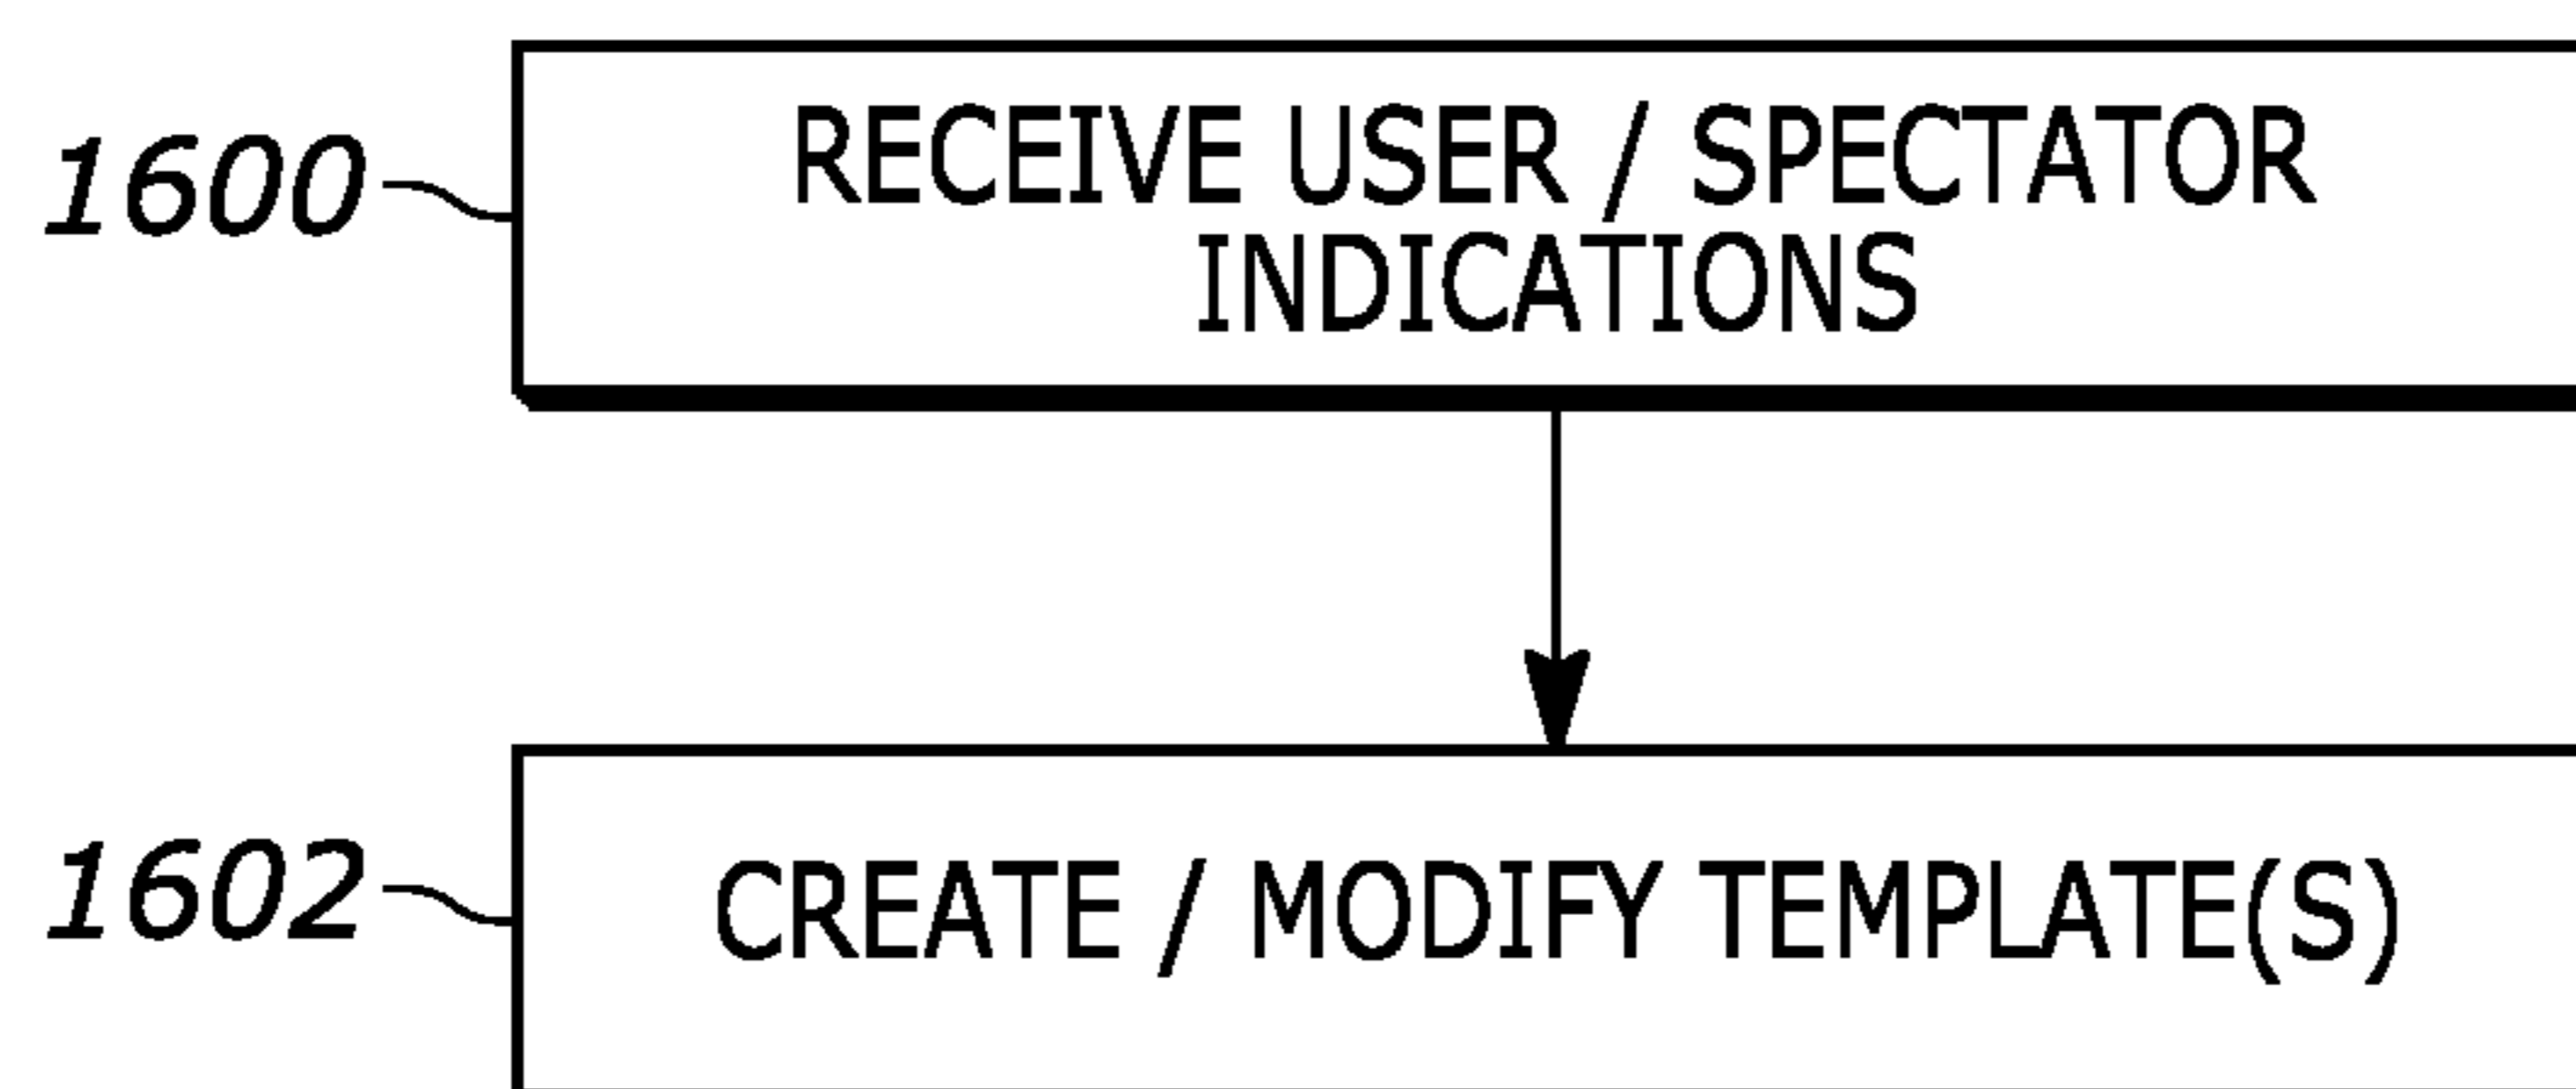 1600
RECEIVE USER / SPECTATOR
INDICATIONS
1602
CREATE / MODIFY TEMPLATE(S)